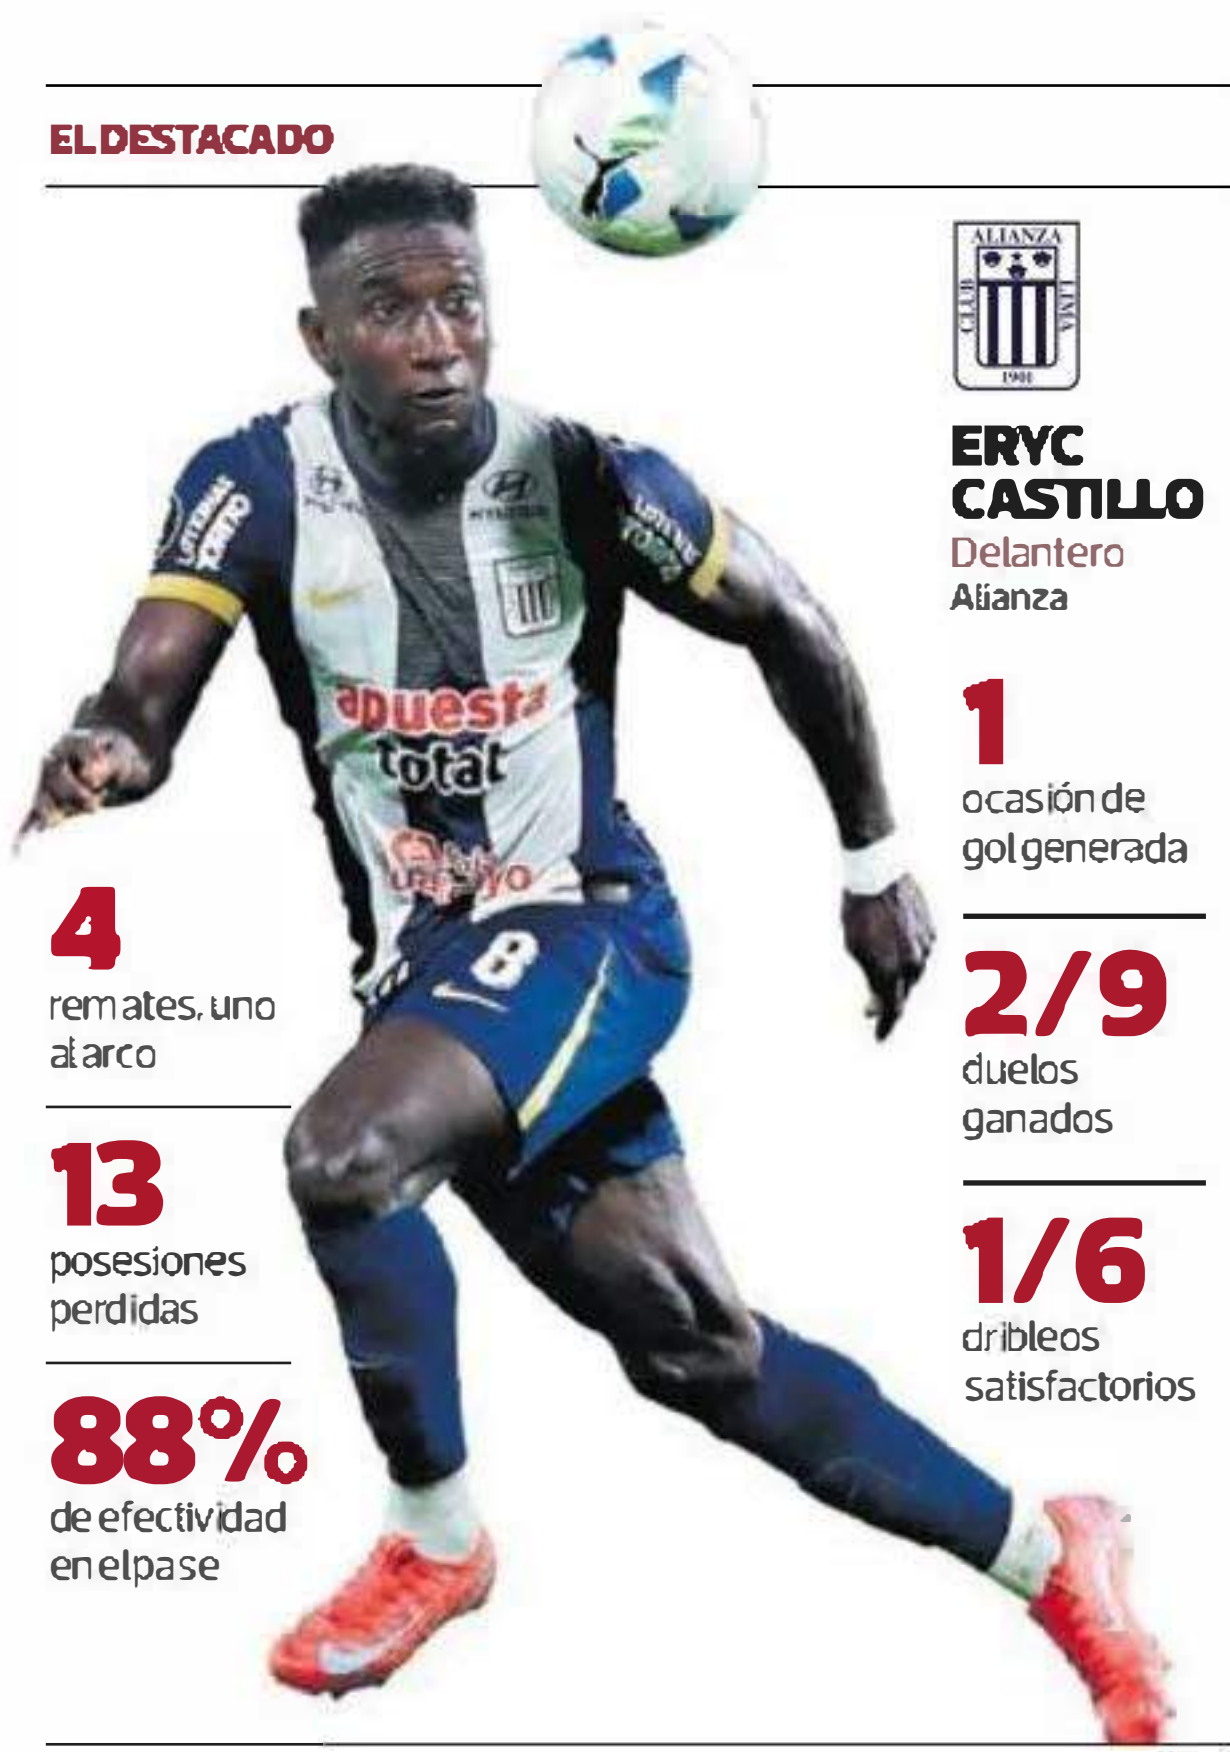 EL DESTACADO
ALIANZA
CLUB
LIMA
1901
ERYC
CASTILLO
Delantero
Alianza
1
ocasión de
gol generada
2/9
duelos
ganados
1/6
dribleos
satisfactorios
4
remates, uno
al arco
13
posesiones
perdidas
88%
de efectividad
en el pase
HYUNDAI
apuesta
total
8